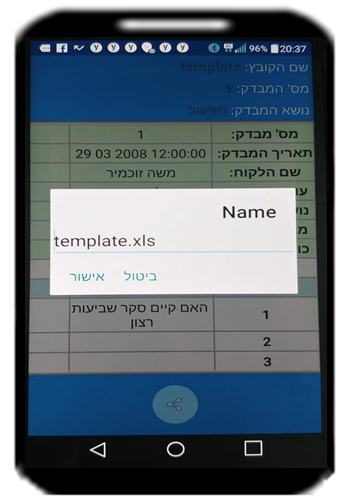 96% 20:37
שם הקובץ: template
מס' המבדק: 1
נושא המבדק: תפעול
מס' מבדק: 1
תאריך המבדק: 29 03 2008 12:00:00
שם הלקוח: משה זוכמיר
Name
template.xls
ביטול אישור
האם קיים סקר שביעות רצון 1
2
3